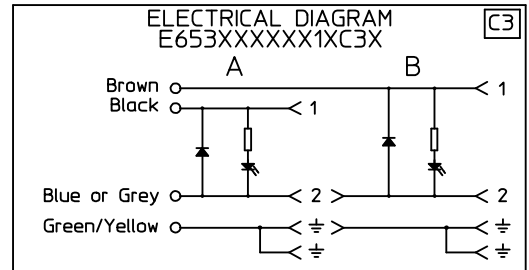 ELECTRICAL DIAGRAM
C3
E653XXXXXX1XC3X
A
B
Brown
1
Black
1
Blue or Grey
2
2
Green/Yellow